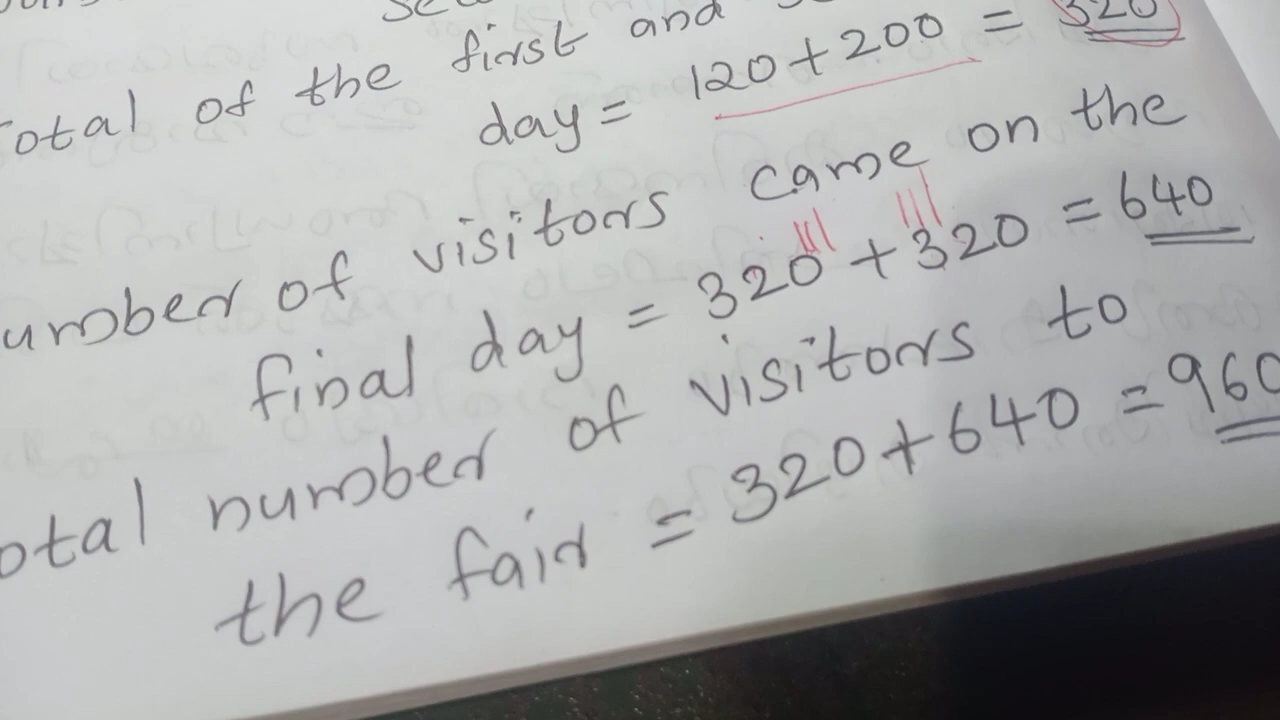 first and
total of the day = 120 + 200 = 320
number of visitors came on the
final day = 320 + 320 = 640
total number of visitors to
the fair = 320 + 640 = 960